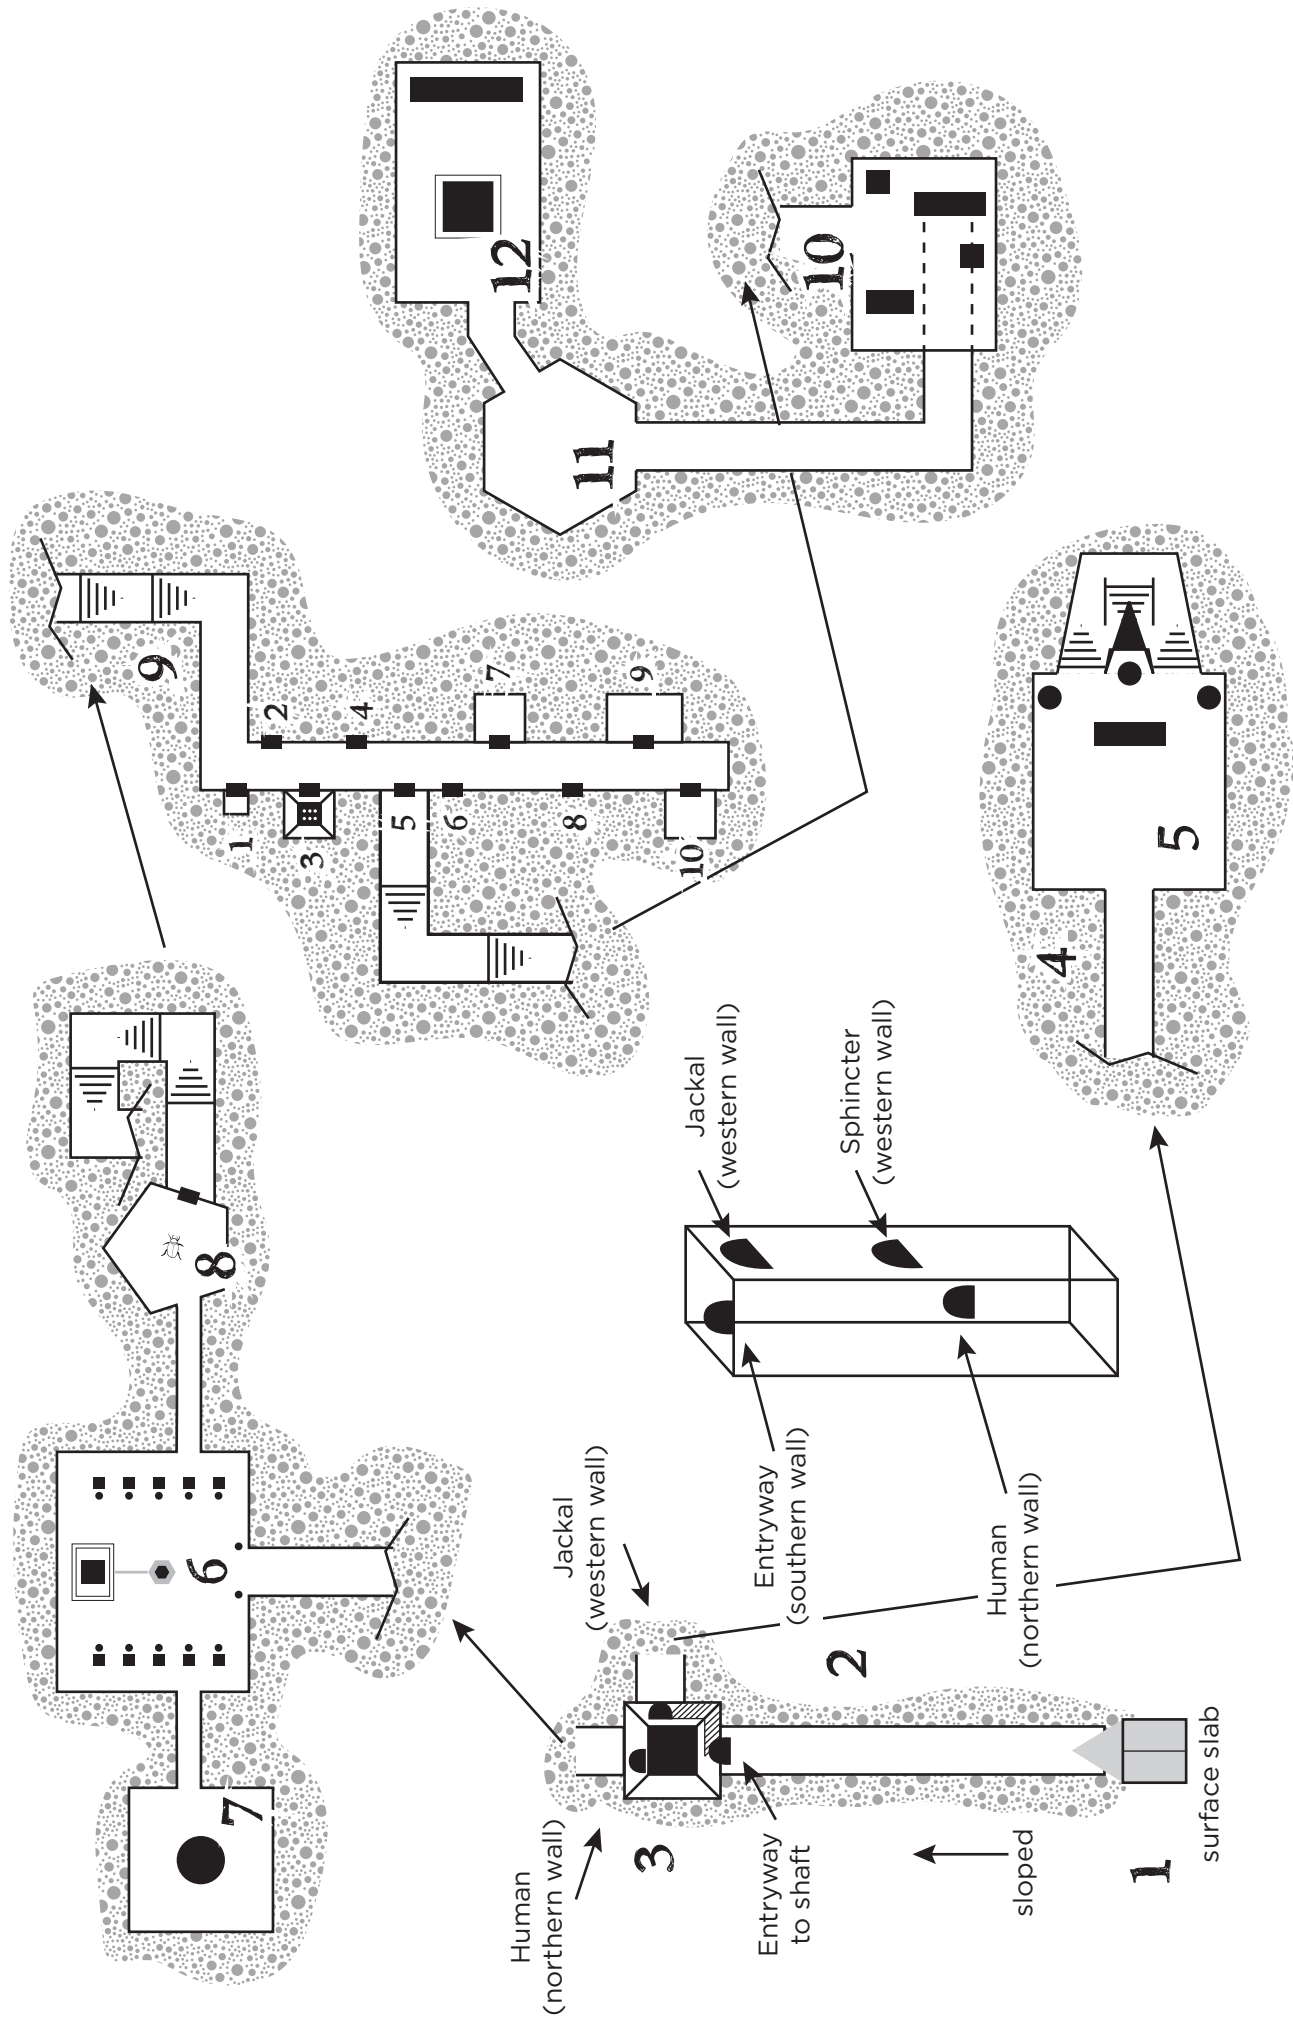 7
6
8
9
1
2
3
4
5
6
7
8
9
10
12
11
10
Human
(northern wall)
Jackal
(western wall)
3
2
Entryway
to shaft
Entryway
(southern wall)
Jackal
(western wall)
Sphincter
(western wall)
Human
(northern wall)
sloped
1
surface slab
4
5